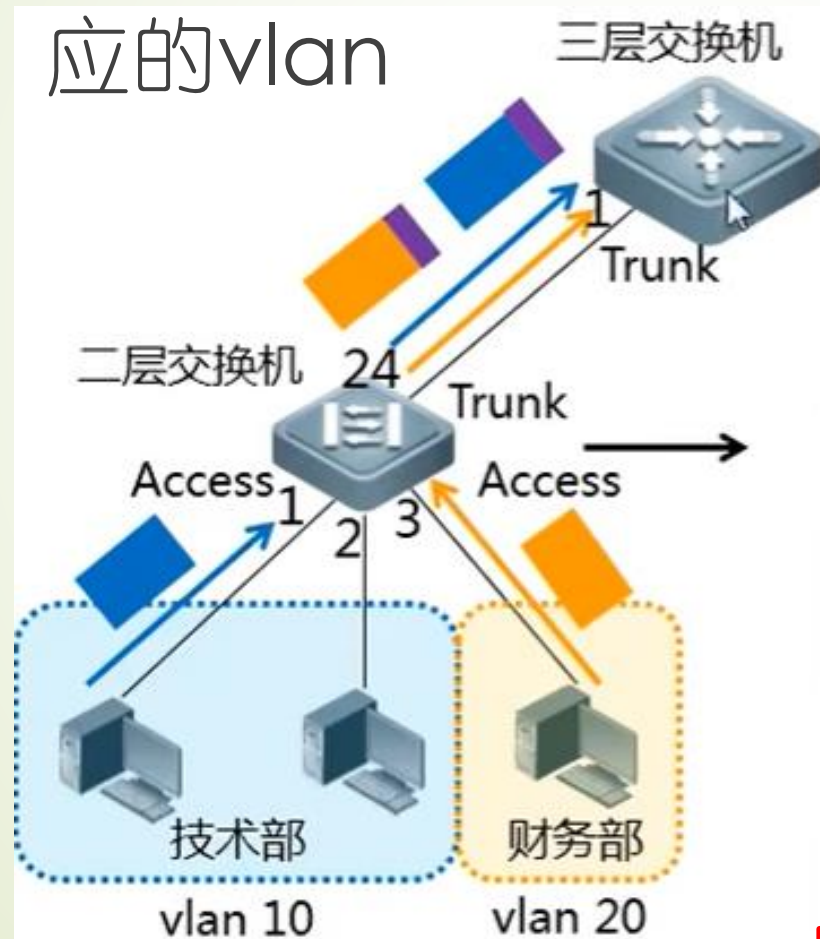 应的vlan
三层交换机
1
Trunk
二层交换机
24
Trunk
Access
Access
1
2
3
技术部
财务部
vlan 10
vlan 20